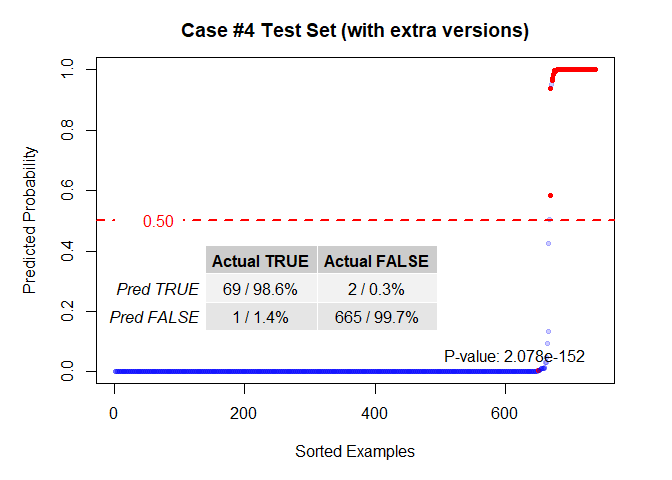 Case #4 Test Set (with extra versions)
Predicted Probability
1.0
0.8
0.6
0.4
0.2
0.0
0.50
Actual TRUE Actual FALSE
Pred TRUE 69 / 98.6% 2 / 0.3%
Pred FALSE 1 / 1.4% 665 / 99.7%
P-value: 2.078e-152
0 200 400 600
Sorted Examples